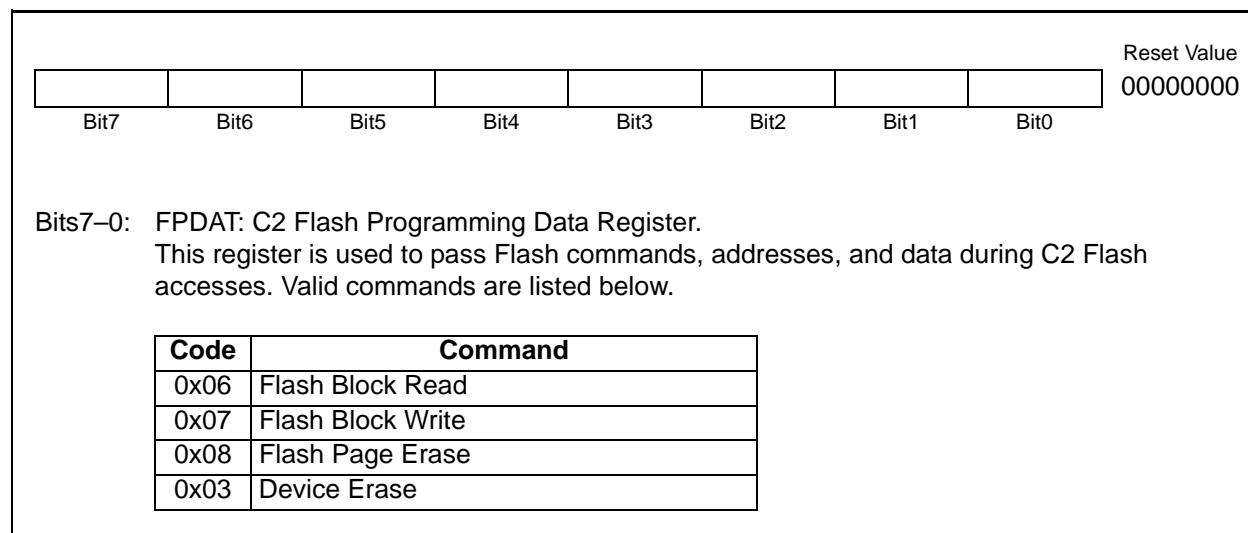 Reset Value
00000000
Bit7 Bit6 Bit5 Bit4 Bit3 Bit2 Bit1 Bit0
Bits7–0: FPDAT: C2 Flash Programming Data Register.
This register is used to pass Flash commands, addresses, and data during C2 Flash
accesses. Valid commands are listed below.
Code Command
0x06 Flash Block Read
0x07 Flash Block Write
0x08 Flash Page Erase
0x03 Device Erase